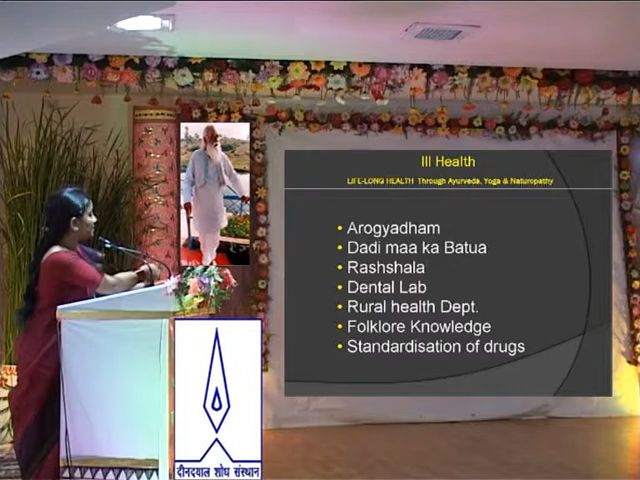 III Health
LIFE-LONG HEALTH Through Ayurveda, Yoga & Naturopathy
• Arogyadham
• Dadi maa ka Batua
• Rashshala
• Dental Lab
• Rural health Dept.
• Folklore Knowledge
• Standardisation of drugs
दीनदयाल शोध संस्थान